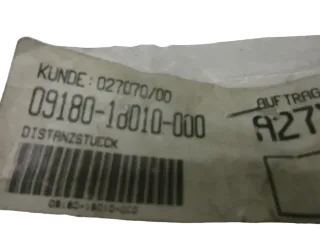 KUNDE: 027070/00
AUFTRAG
09180-1d010-000
A27
DISTANZSTUECK